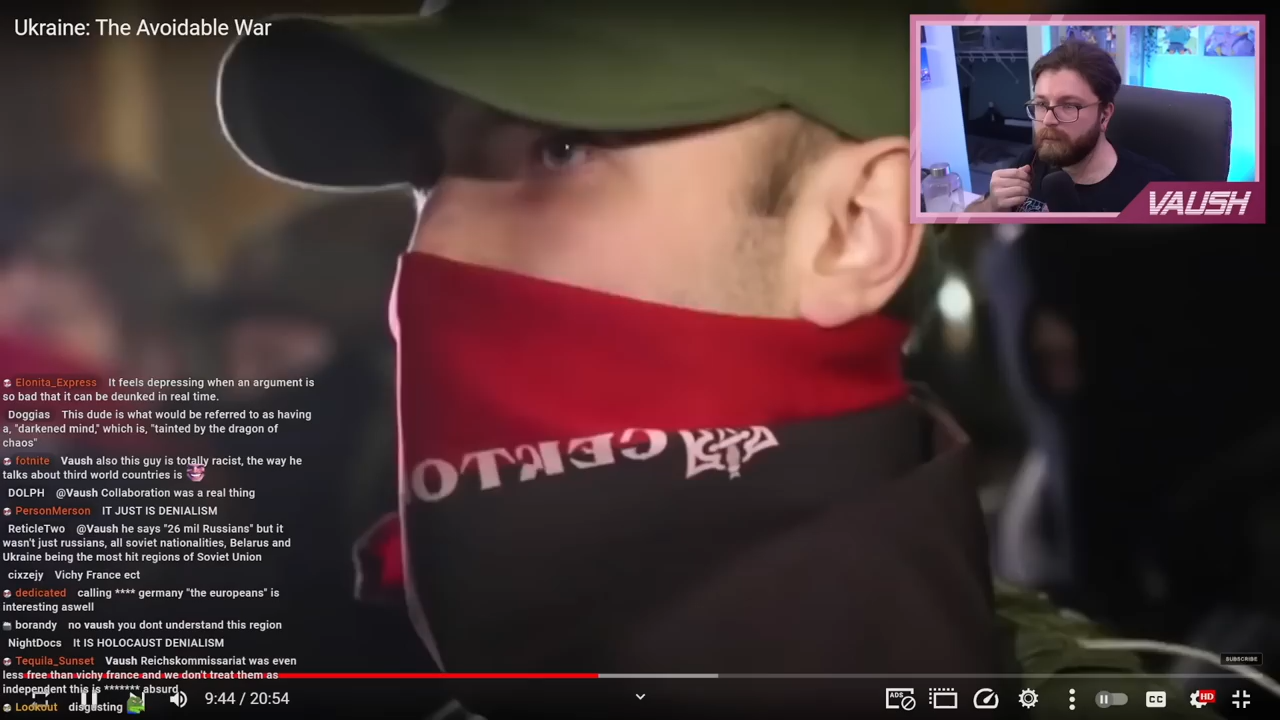 Ukraine: The Avoidable War
VAUSH
СЕКТО
Elonita_Express It feels depressing when an argument is
so bad that it can be deunked in real time.
Doggias This dude is what would be referred to as having
a, "darkened mind," which is, "tainted by the dragon of
chaos"
fotnite Vaush also this guy is totally racist, the way he
talks about third world countries is
DOLPH @Vaush Collaboration was a real thing
PersonMerson IT JUST IS DENIALISM
ReticleTwo @Vaush he says "26 mil Russians" but it
wasn't just russians, all soviet nationalities, Belarus and
Ukraine being the most hit regions of Soviet Union
cixzejy Vichy France ect
dedicated calling **** germany "the europeans" is
interesting aswell
borandy no vaush you dont understand this region
NightDocs It IS HOLOCAUST DENIALISM
Tequila_Sunset Vaush Reichskommissariat was even
less free than vichy france and we don't treat them as
independent this is ******* absurd
Lookout disgusting
SUBSCRIBE
9:44 / 20:54
ADS
CC
HD